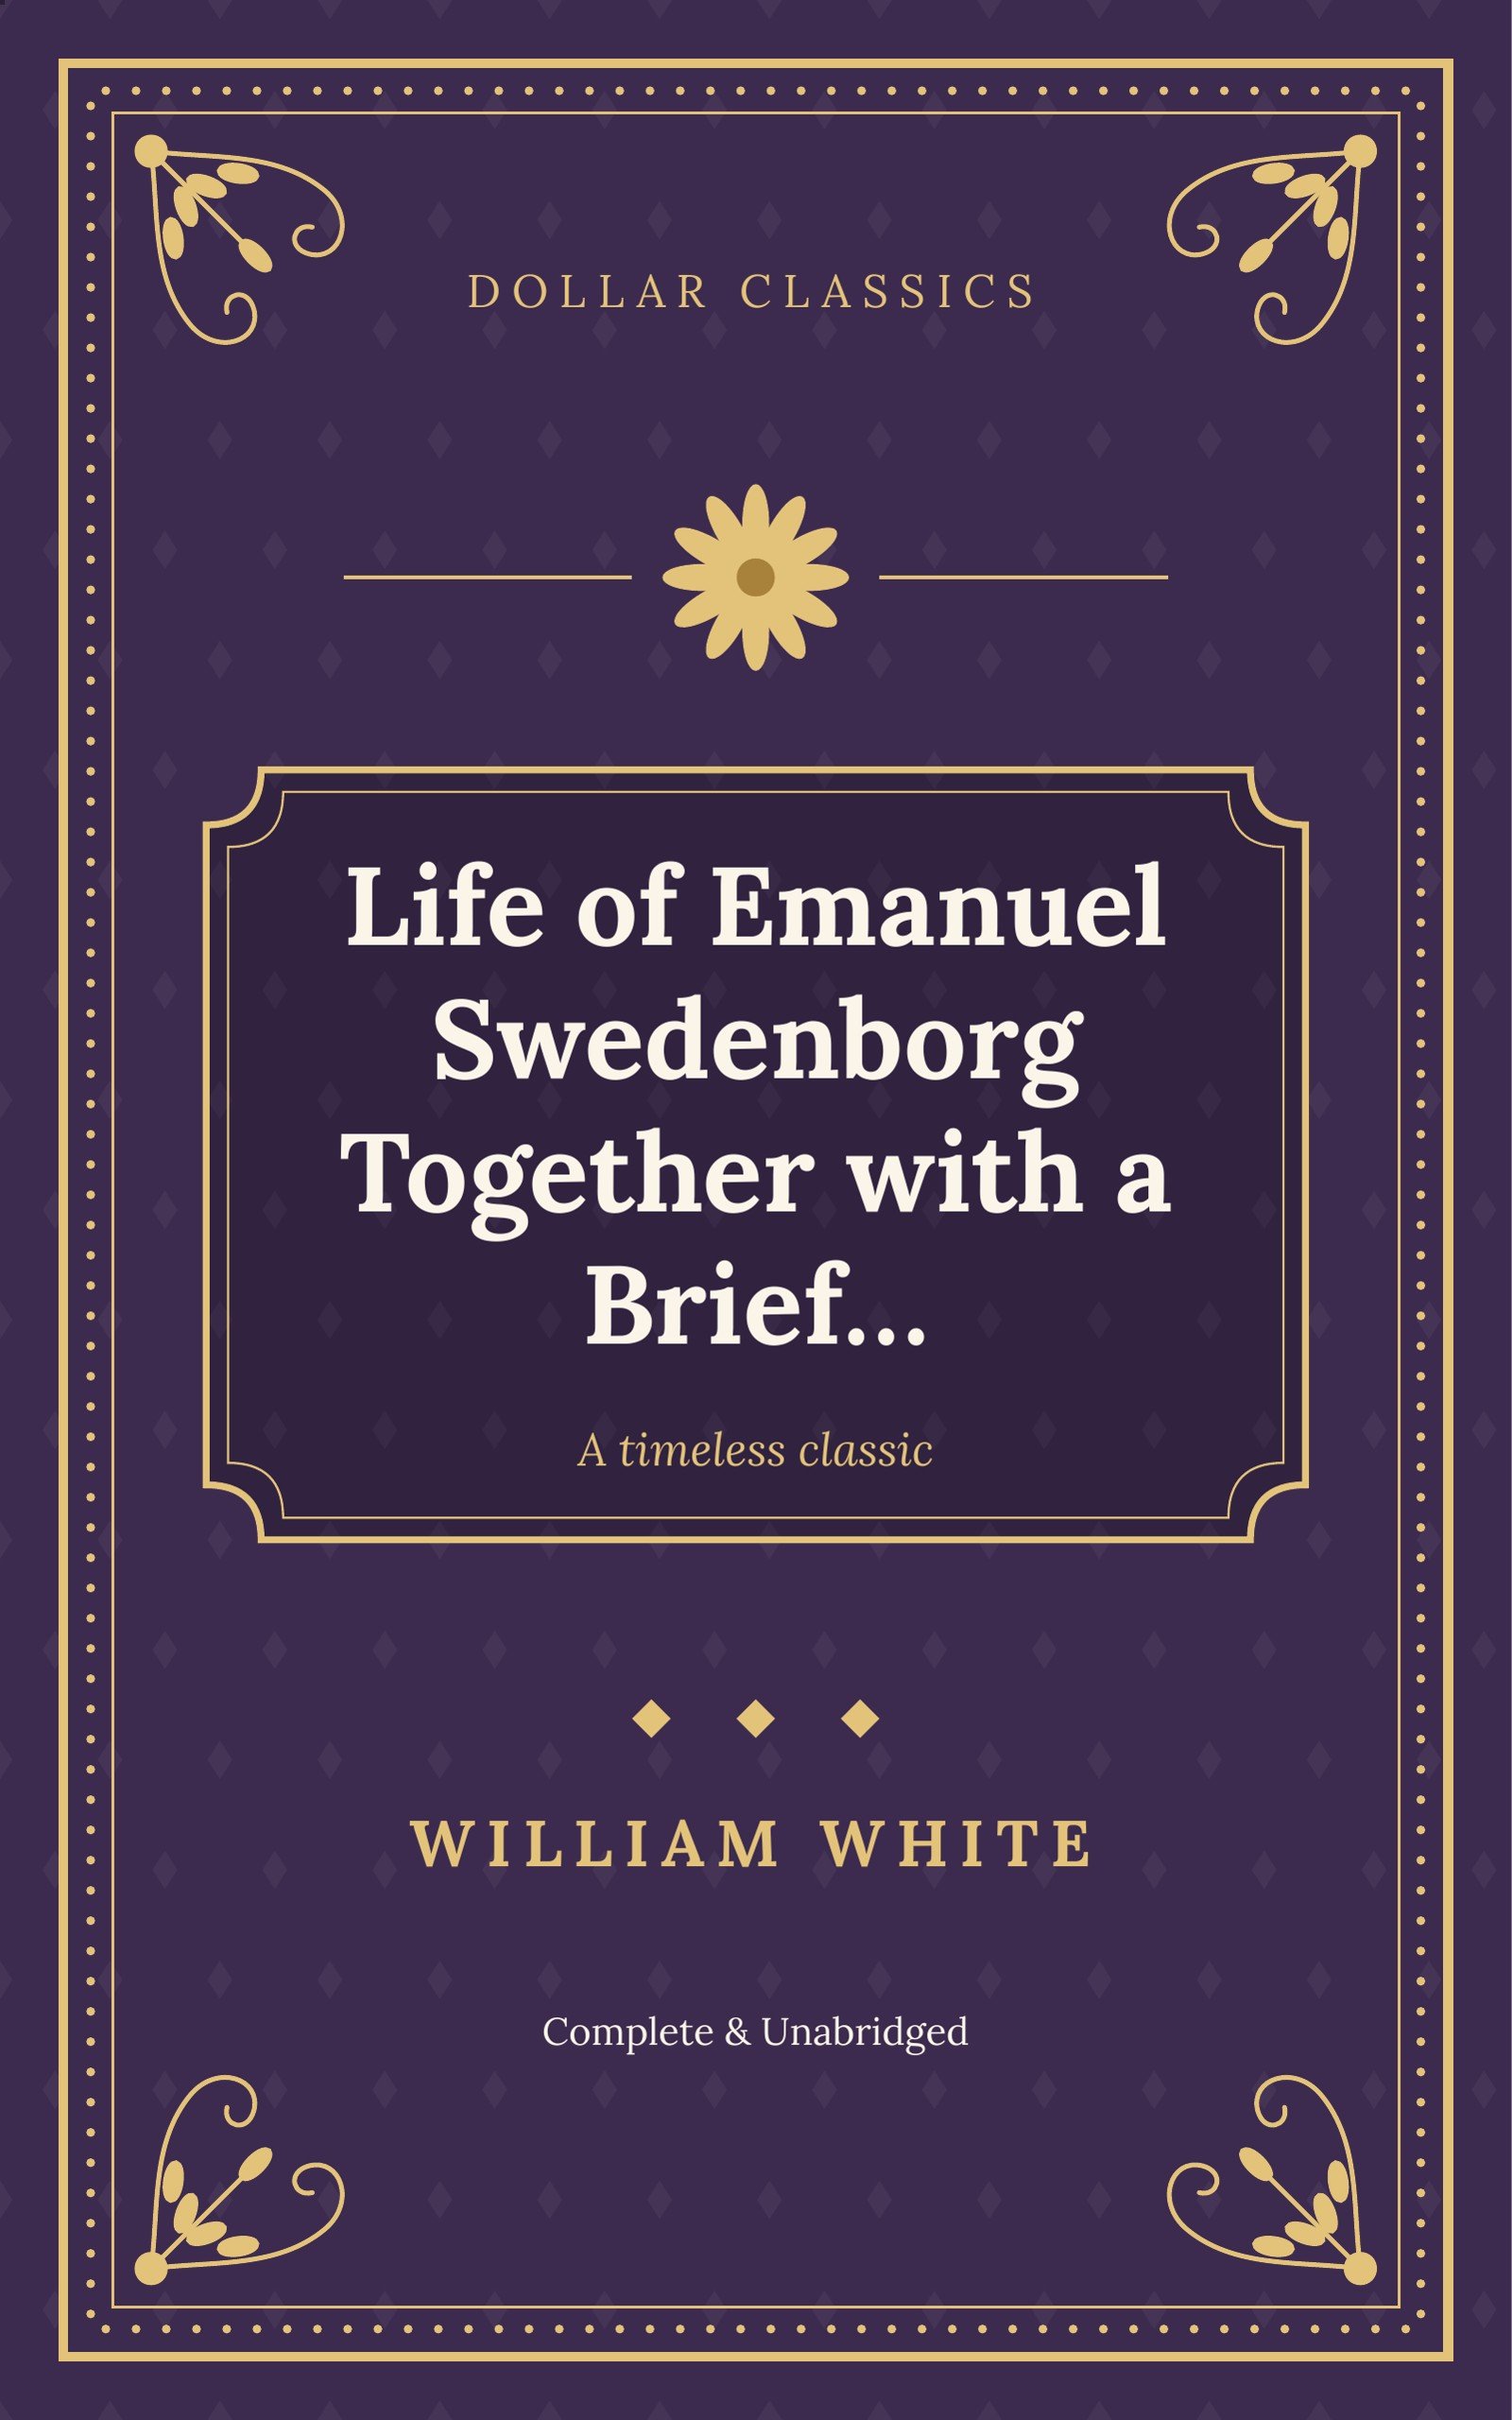 DOLLAR CLASSICS
Life of Emanuel
Swedenborg
Together with a
Brief...
A timeless classic
WILLIAM WHITE
Complete & Unabridged